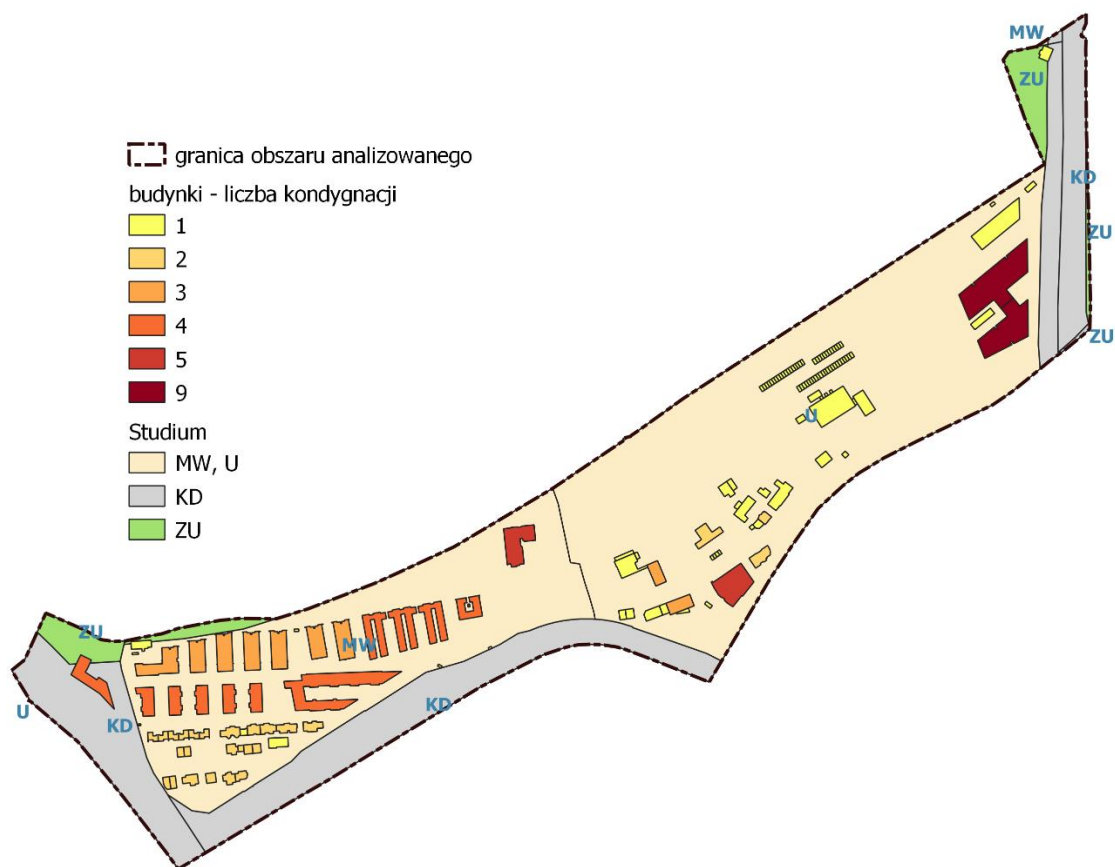 MW
ZU
granica obszaru analizowanego
KD
budynki - liczba kondygnacji
1
ZU
2
3
4
ZU
5
9
U
Studium
MW, U
KD
ZU
ZU
MW
U
KD
KD